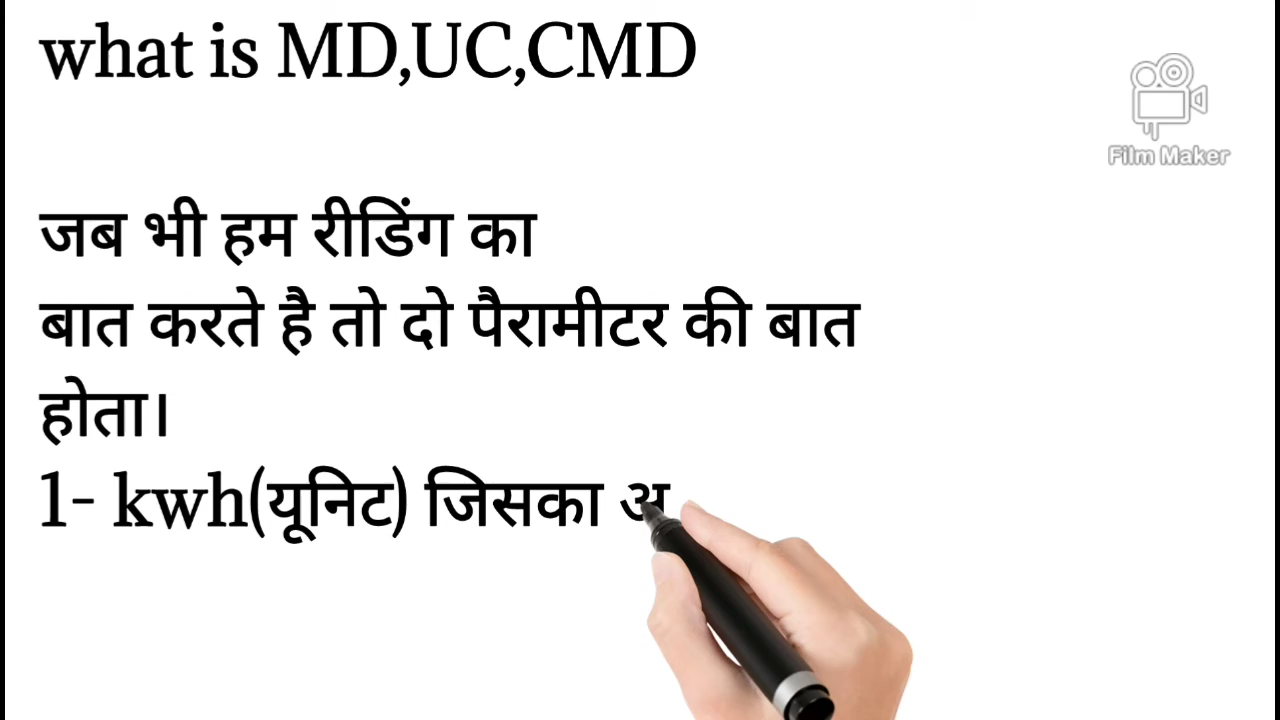 what is MD,UC,CMD
Film Maker
जब भी हम रीडिंग का
बात करते है तो दो पैरामीटर की बात
होता।
1- kwh(यूनिट) जिसका अ